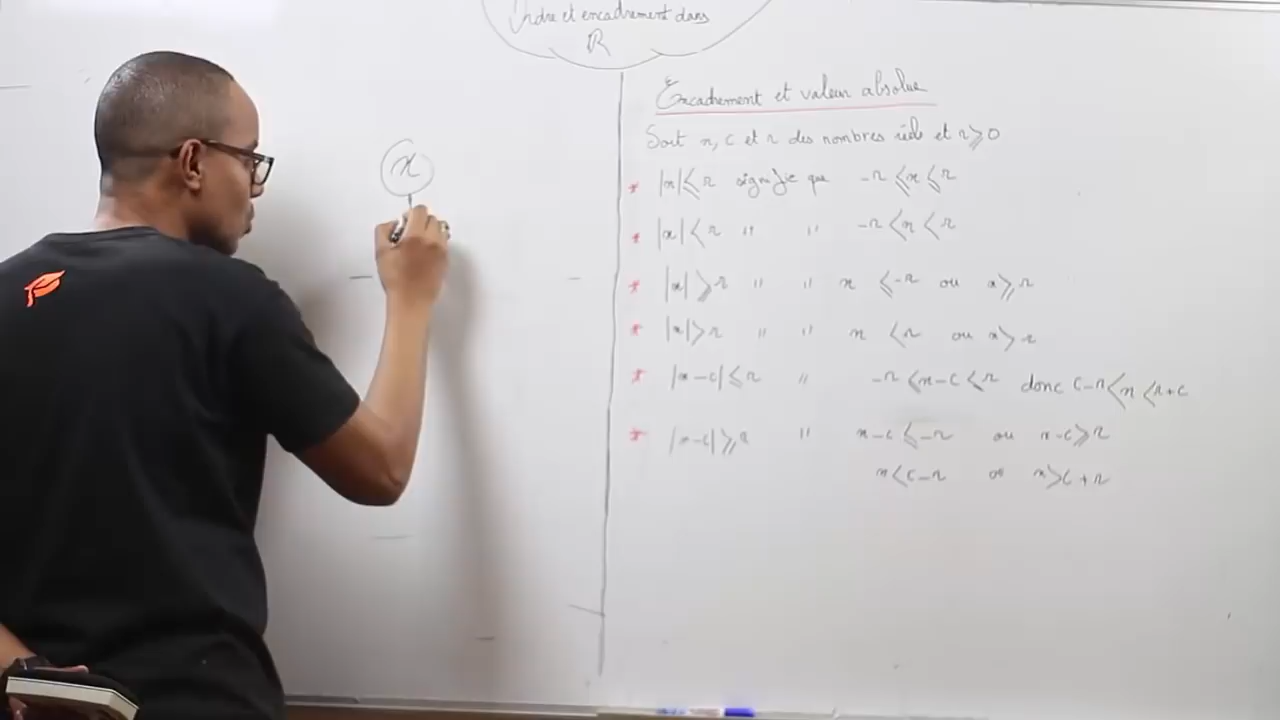 Ordre et encadrement dans
ℝ
x
Encadrement et valeur absolue
Soit x, c et r des nombres réels et r ⩾ 0
* |x| ⩽ r signifie que -r ⩽ x ⩽ r
* |x| < r " " -r < x < r
* |x| ⩾ r " " x ⩽ -r ou x ⩾ r
* |x| > r " " x < r ou x > r
* |x-c| ⩽ r " -r ⩽ x-c ⩽ r donc c-r ⩽ x ⩽ r+c
* |x-c| ⩾ r " x-c ⩽ -r ou x-c ⩾ r
x < c-r or x > c+r